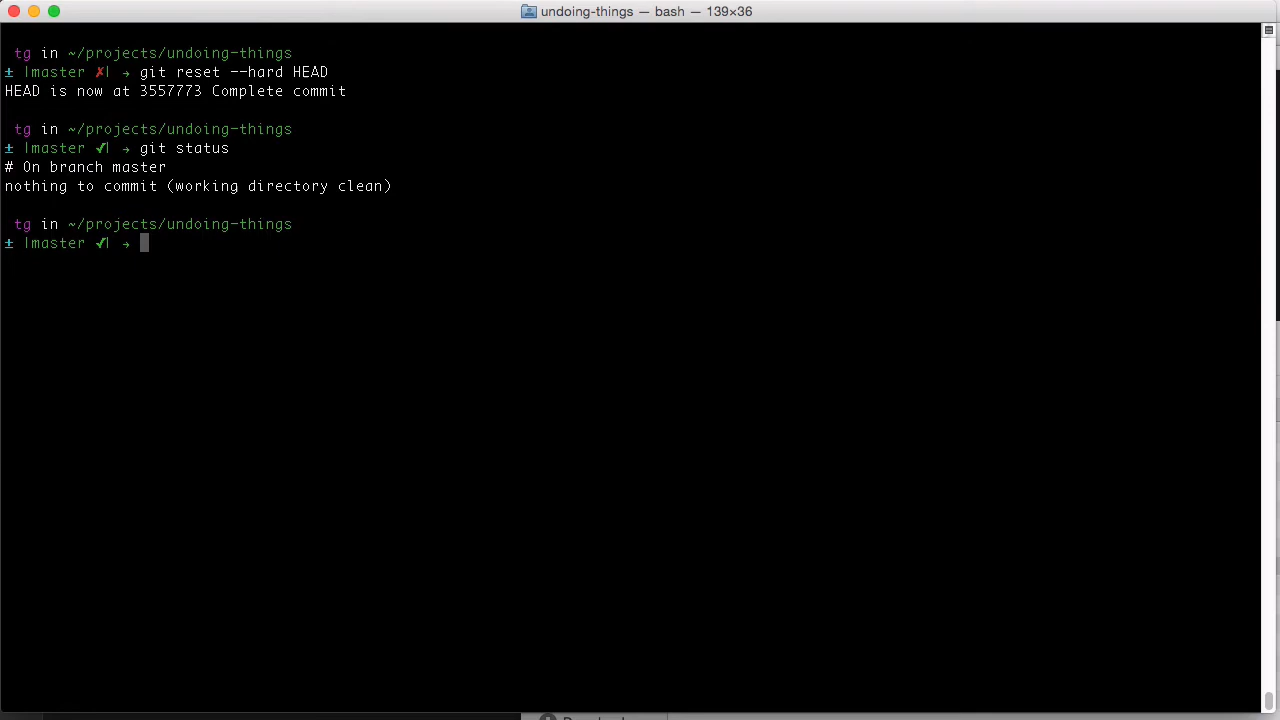 undoing-things — bash — 139×36
tg in ~/projects/undoing-things
± |master ✗| → git reset --hard HEAD
HEAD is now at 3557773 Complete commit
tg in ~/projects/undoing-things
± |master ✓| → git status
# On branch master
nothing to commit (working directory clean)
tg in ~/projects/undoing-things
± |master ✓| →